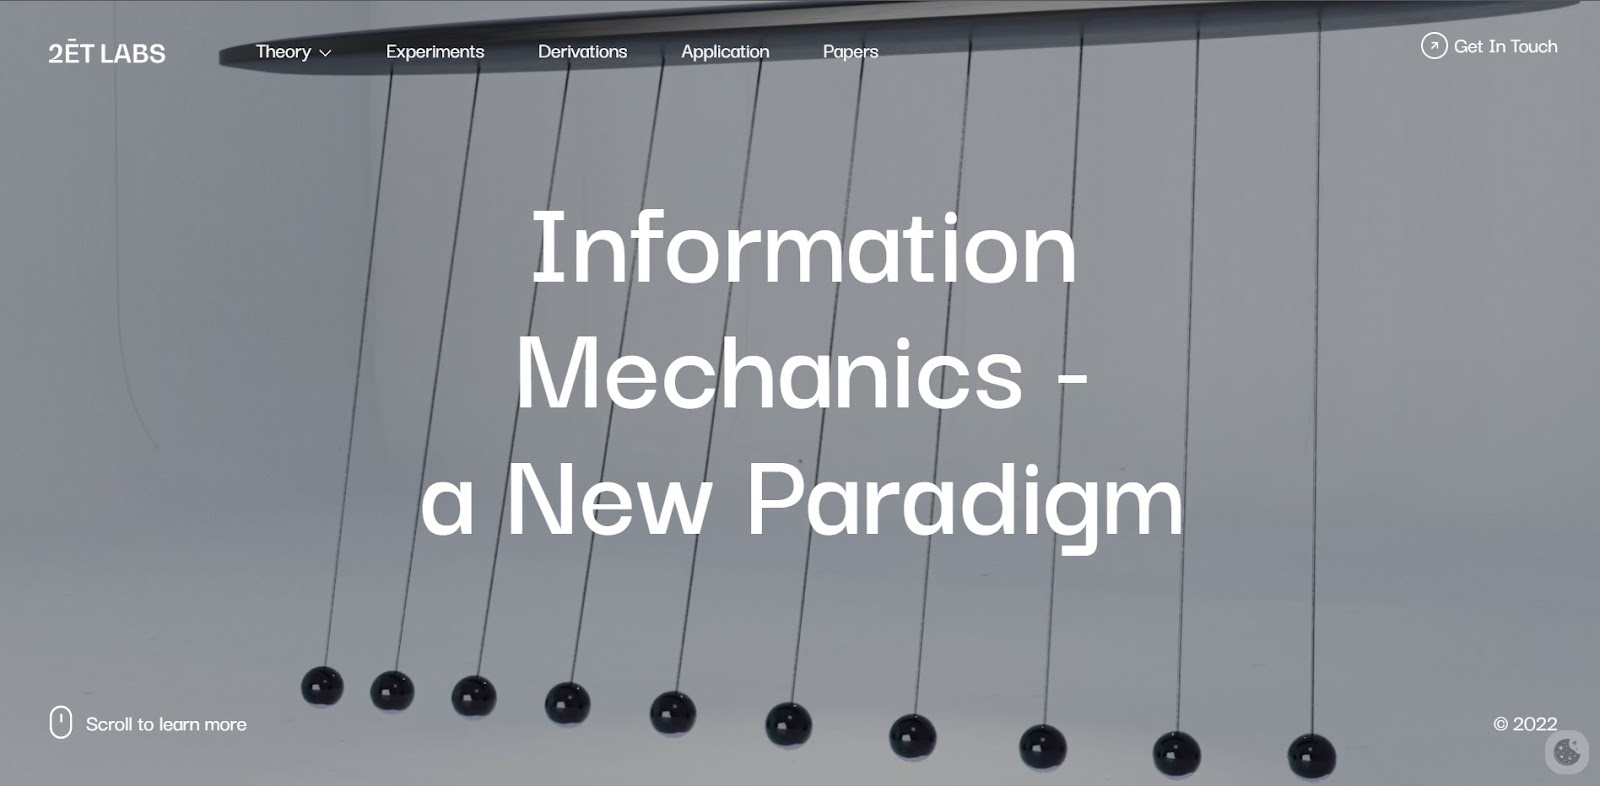 2ĒT LABS
Theory
Experiments
Derivations
Application
Papers
Get In Touch
Information
Mechanics -
a New Paradigm
Scroll to learn more
© 2022